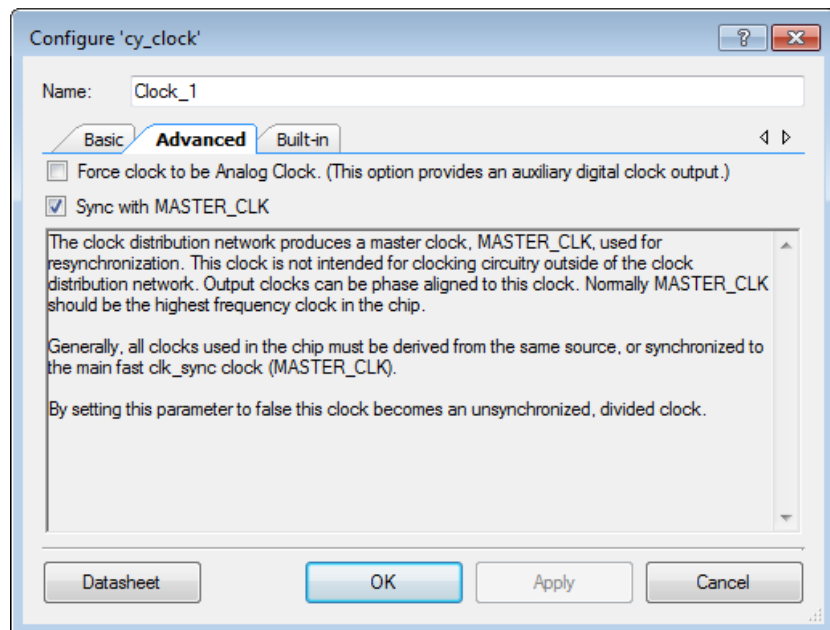 Configure 'cy_clock'
?
Name: Clock_1
Basic Advanced Built-in
Force clock to be Analog Clock. (This option provides an auxiliary digital clock output.)
Sync with MASTER_CLK
The clock distribution network produces a master clock, MASTER_CLK, used for
resynchronization. This clock is not intended for clocking circuitry outside of the clock
distribution network. Output clocks can be phase aligned to this clock. Normally MASTER_CLK
should be the highest frequency clock in the chip.
Generally, all clocks used in the chip must be derived from the same source, or synchronized to
the main fast clk_sync clock (MASTER_CLK).
By setting this parameter to false this clock becomes an unsynchronized, divided clock.
Datasheet OK Apply Cancel